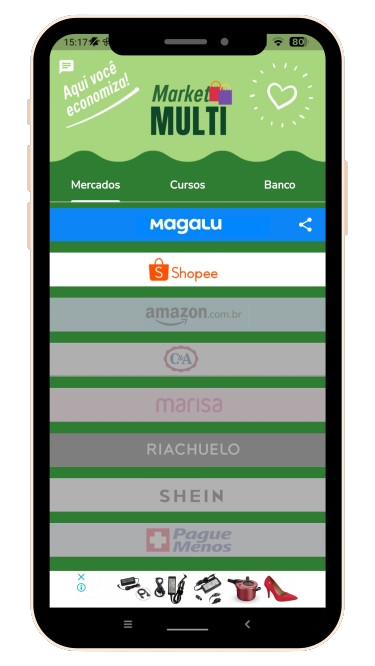 15:17
80
Aqui você
economiza!
Market
MULTI
Mercados
Cursos
Banco
Magalu
Shopee
amazon.com.br
C&A
marisa
RIACHUELO
SHEIN
Pague
Menos